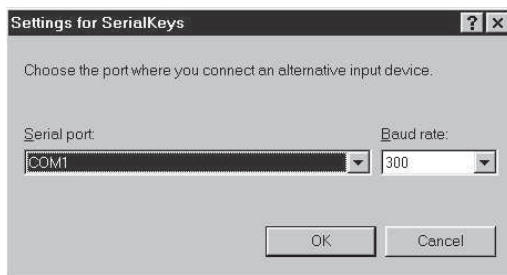 Settings for SerialKeys
Choose the port where you connect an alternative input device.
Serial port:
Baud rate:
COM1
300
OK
Cancel